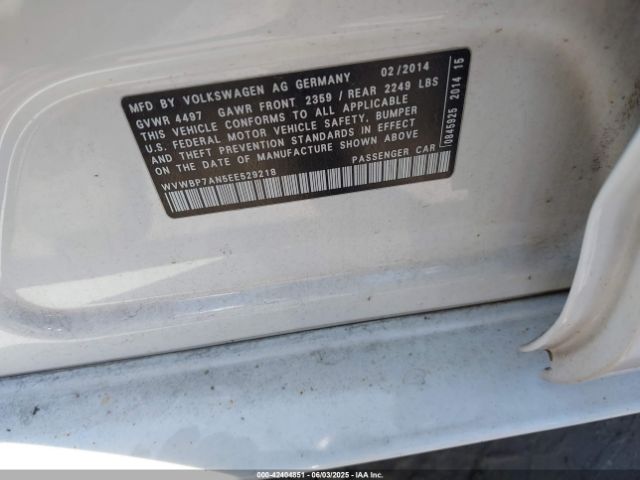 MFD BY VOLKSWAGEN AG GERMANY 02/2014
GVWR 4497 GAWR FRONT 2359 / REAR 2249 LBS
THIS VEHICLE CONFORMS TO ALL APPLICABLE
U.S. FEDERAL MOTOR VEHICLE SAFETY, BUMPER
AND THEFT PREVENTION STANDARDS IN EFFECT
ON THE DATE OF MANUFACTURE SHOWN ABOVE
WVWBP7AN5EE529218 PASSENGER CAR
0845925 2014 15
000-42404851 - 06/03/2025 - IAA Inc.